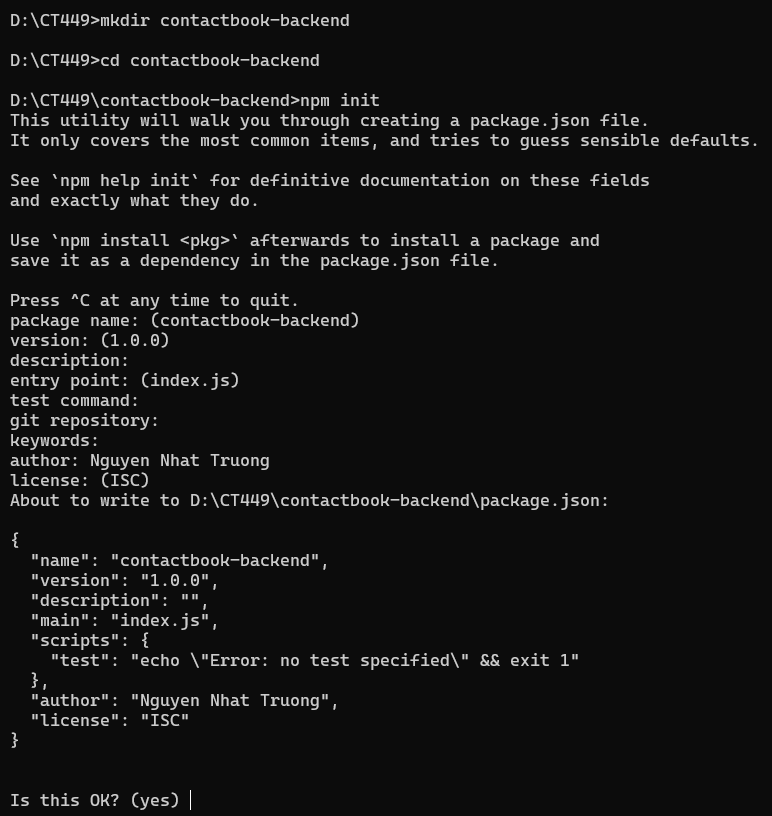 D:\CT449>mkdir contactbook-backend
D:\CT449>cd contactbook-backend
D:\CT449\contactbook-backend>npm init
This utility will walk you through creating a package.json file.
It only covers the most common items, and tries to guess sensible defaults.
See `npm help init` for definitive documentation on these fields
and exactly what they do.
Use `npm install <pkg>` afterwards to install a package and
save it as a dependency in the package.json file.
Press ^C at any time to quit.
package name: (contactbook-backend)
version: (1.0.0)
description:
entry point: (index.js)
test command:
git repository:
keywords:
author: Nguyen Nhat Truong
license: (ISC)
About to write to D:\CT449\contactbook-backend\package.json:
{
  "name": "contactbook-backend",
  "version": "1.0.0",
  "description": "",
  "main": "index.js",
  "scripts": {
    "test": "echo \"Error: no test specified\" && exit 1"
  },
  "author": "Nguyen Nhat Truong",
  "license": "ISC"
}
Is this OK? (yes)